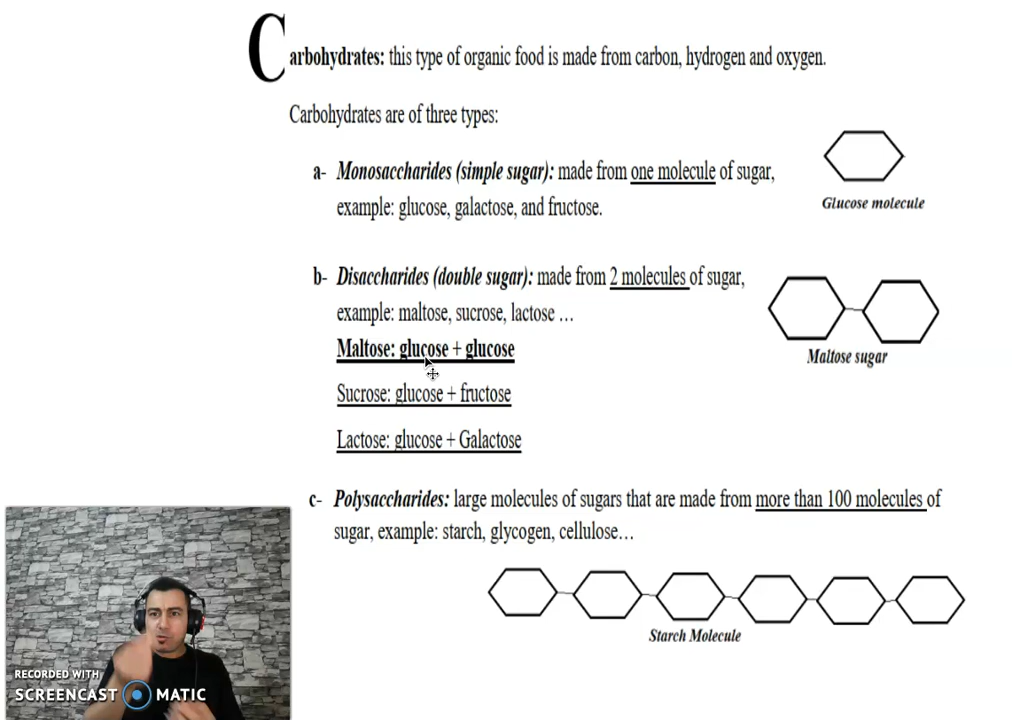 Carbohydrates: this type of organic food is made from carbon, hydrogen and oxygen.
Carbohydrates are of three types:
a- Monosaccharides (simple sugar): made from one molecule of sugar,
example: glucose, galactose, and fructose.
Glucose molecule
b- Disaccharides (double sugar): made from 2 molecules of sugar,
example: maltose, sucrose, lactose …
Maltose: glucose + glucose
Maltose sugar
Sucrose: glucose + fructose
Lactose: glucose + Galactose
c- Polysaccharides: large molecules of sugars that are made from more than 100 molecules of
sugar, example: starch, glycogen, cellulose…
Starch Molecule
RECORDED WITH
SCREENCAST MATIC